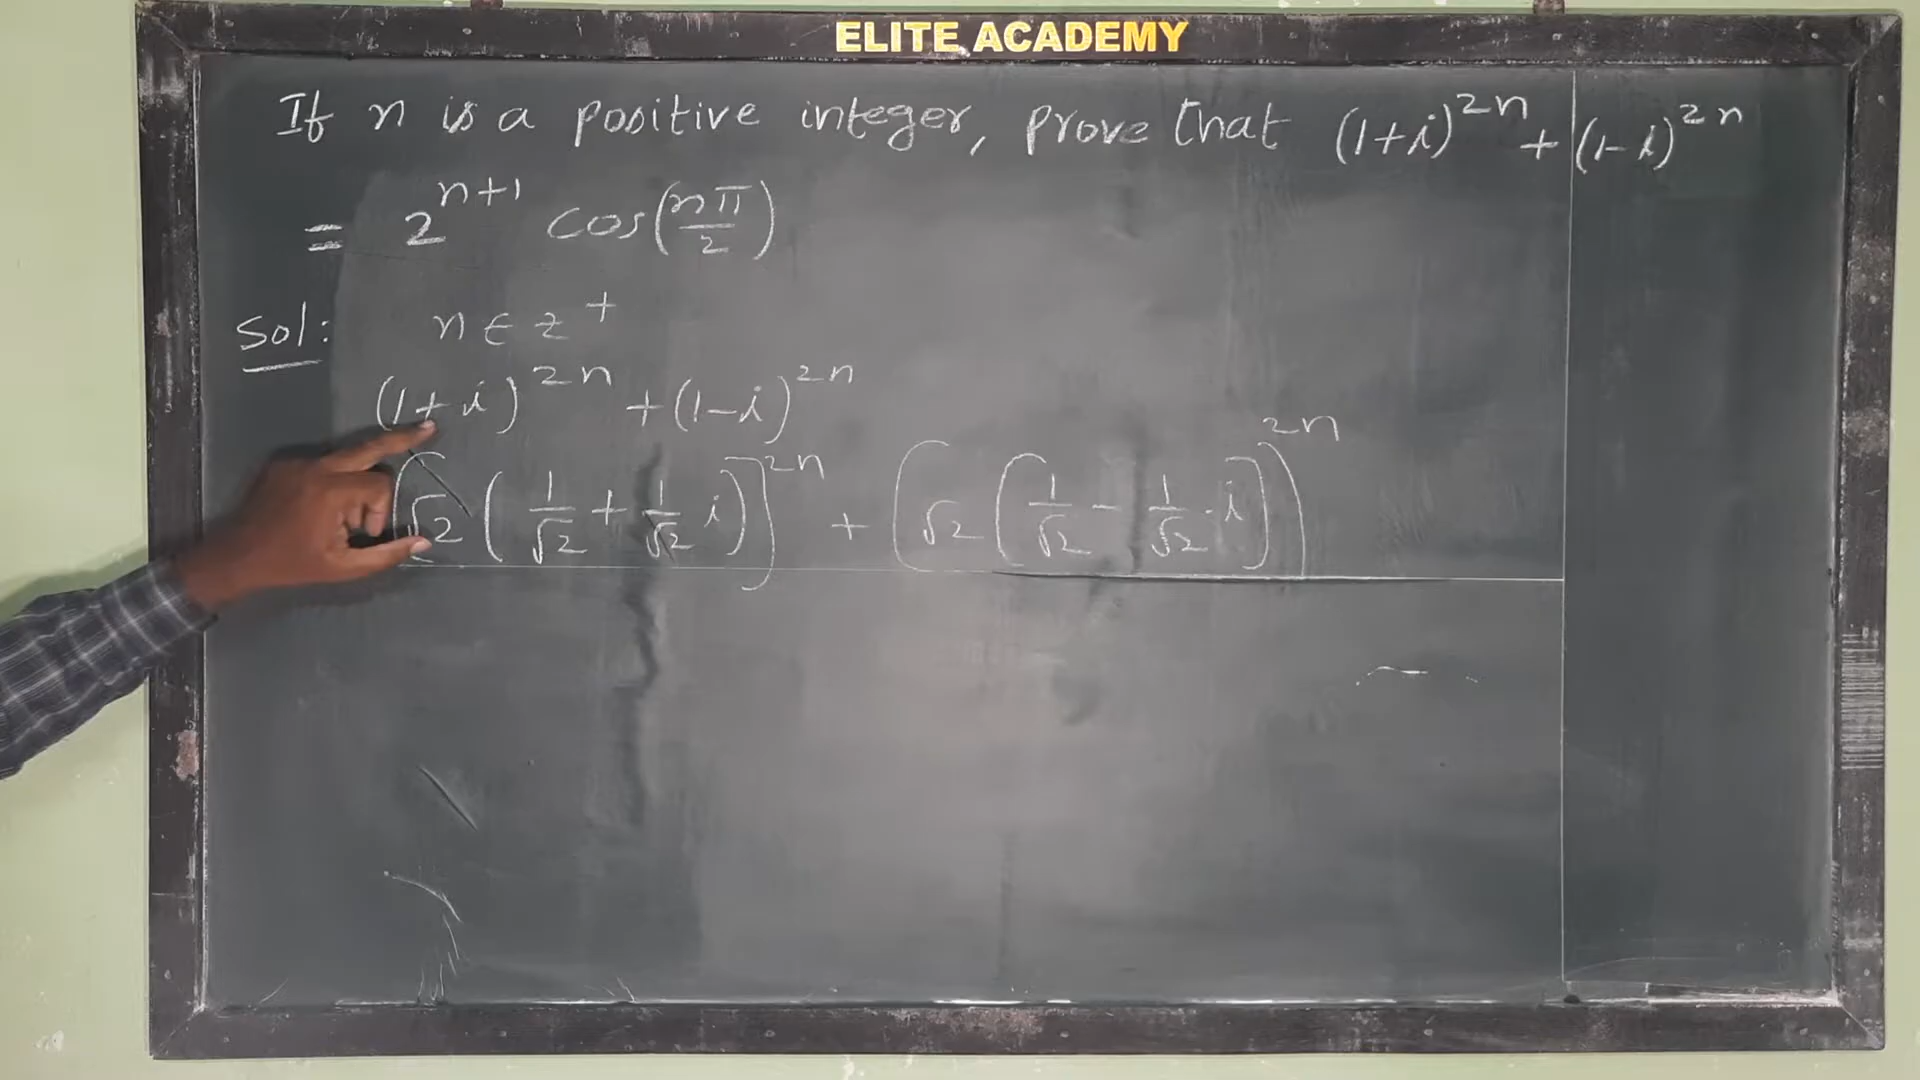 ELITE ACADEMY
If n is a positive integer, prove that (1+i)^2n + (1-i)^2n
= 2^n+1 cos(nπ/2)
Sol: n ∈ z^+
(1+i)^2n + (1-i)^2n
[√2 (1/√2 + 1/√2 i)]^2n + [√2 (1/√2 - 1/√2 · i)]^2n